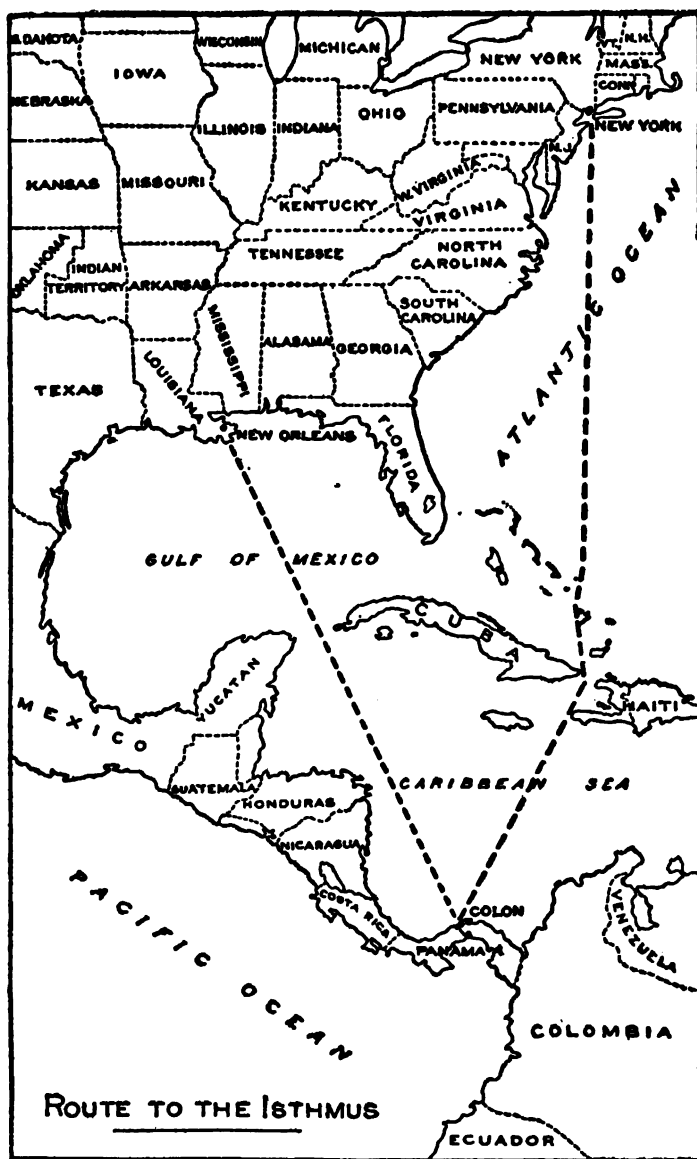 S. DAKOTA
WISCONSIN
MICHIGAN
NEW YORK
VT.
N.H.
MASS.
CONN.
IOWA
NEBRASKA
ILLINOIS
INDIANA
OHIO
PENNSYLVANIA
NEW YORK
N.J.
KANSAS
MISSOURI
W. VIRGINIA
KENTUCKY
VIRGINIA
TENNESSEE
NORTH
CAROLINA
OKLAHOMA
INDIAN
TERRITORY
ARKANSAS
SOUTH
CAROLINA
MISSISSIPPI
ALABAMA
GEORGIA
TEXAS
LOUISIANA
NEW ORLEANS
FLORIDA
ATLANTIC OCEAN
GULF OF MEXICO
CUBA
YUCATAN
HAITI
MEXICO
GUATEMALA
HONDURAS
CARIBBEAN SEA
NICARAGUA
COSTA RICA
COLON
PANAMA
VENEZUELA
PACIFIC OCEAN
COLOMBIA
ROUTE TO THE ISTHMUS
ECUADOR